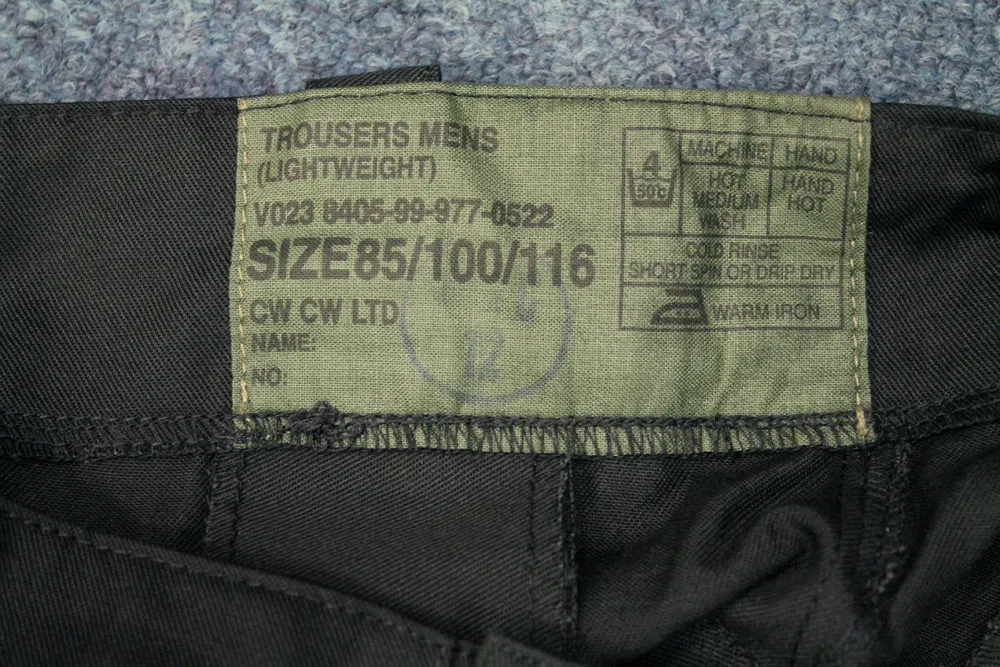 TROUSERS MENS
(LIGHTWEIGHT)
V023 8405-99-977-0522
SIZE 85/100/116
CW CW LTD
NAME:
NO:
12
4
50°C
MACHINE
HAND
HOT
MEDIUM
WASH
HAND
HOT
COLD RINSE
SHORT SPIN OR DRIP DRY
WARM IRON